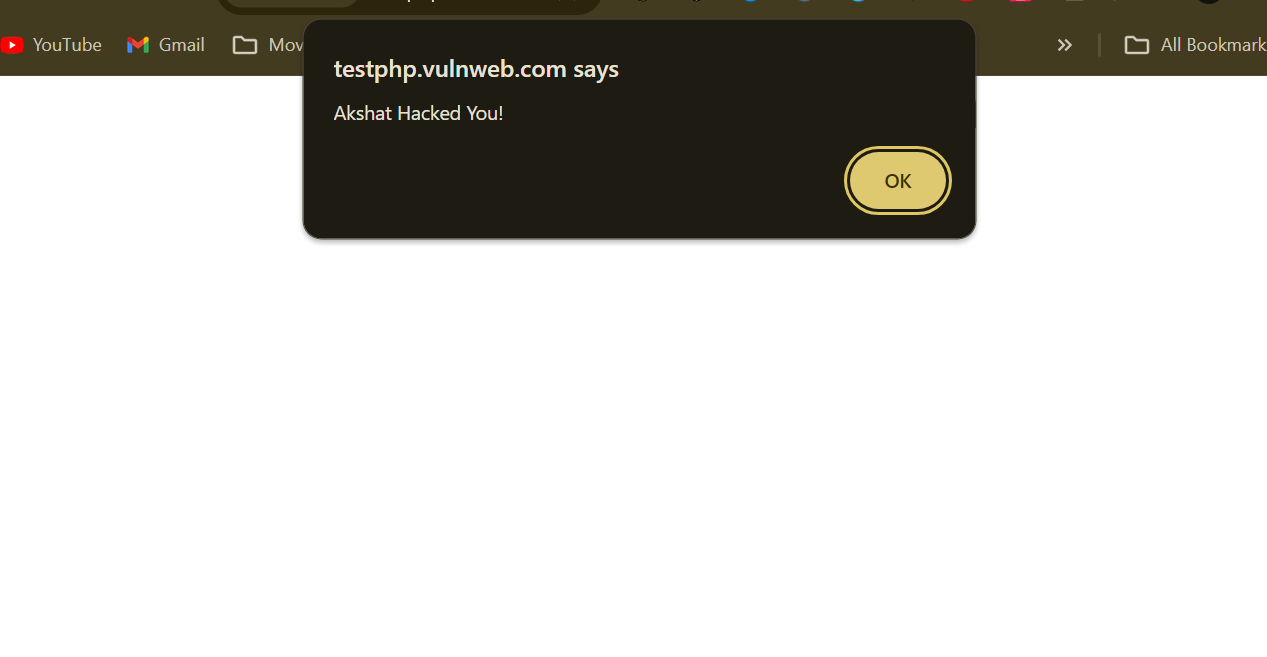 YouTube
Gmail
Mov
All Bookmark
testphp.vulnweb.com says
Akshat Hacked You!
OK